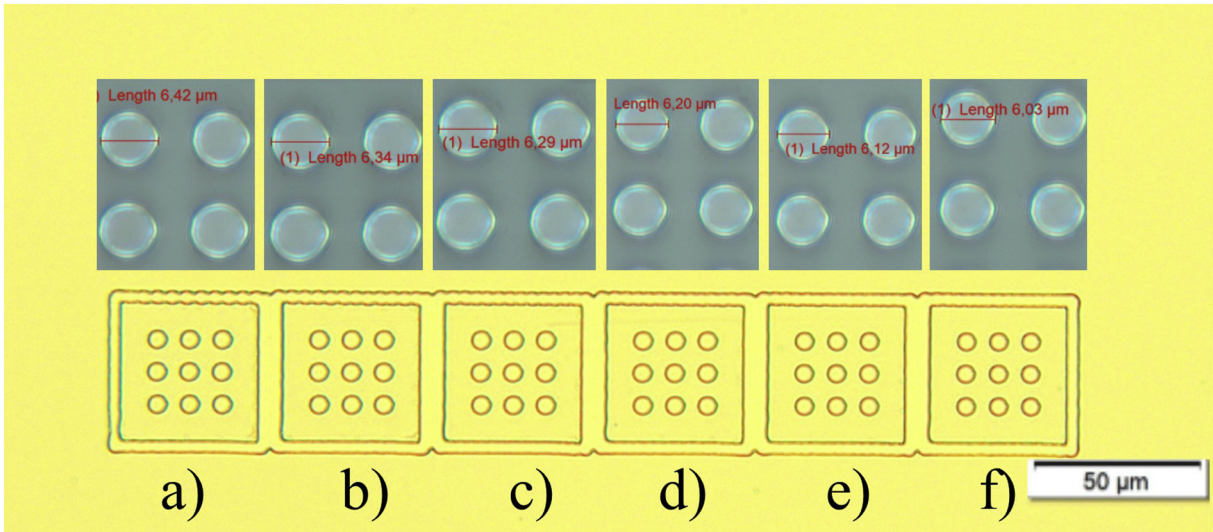 ) Length 6,42 µm
(1) Length 6,34 µm
(1) Length 6,29 µm
Length 6,20 µm
(1) Length 6,12 µm
(1) Length 6,03 µm
a) b) c) d) e) f)
50 µm